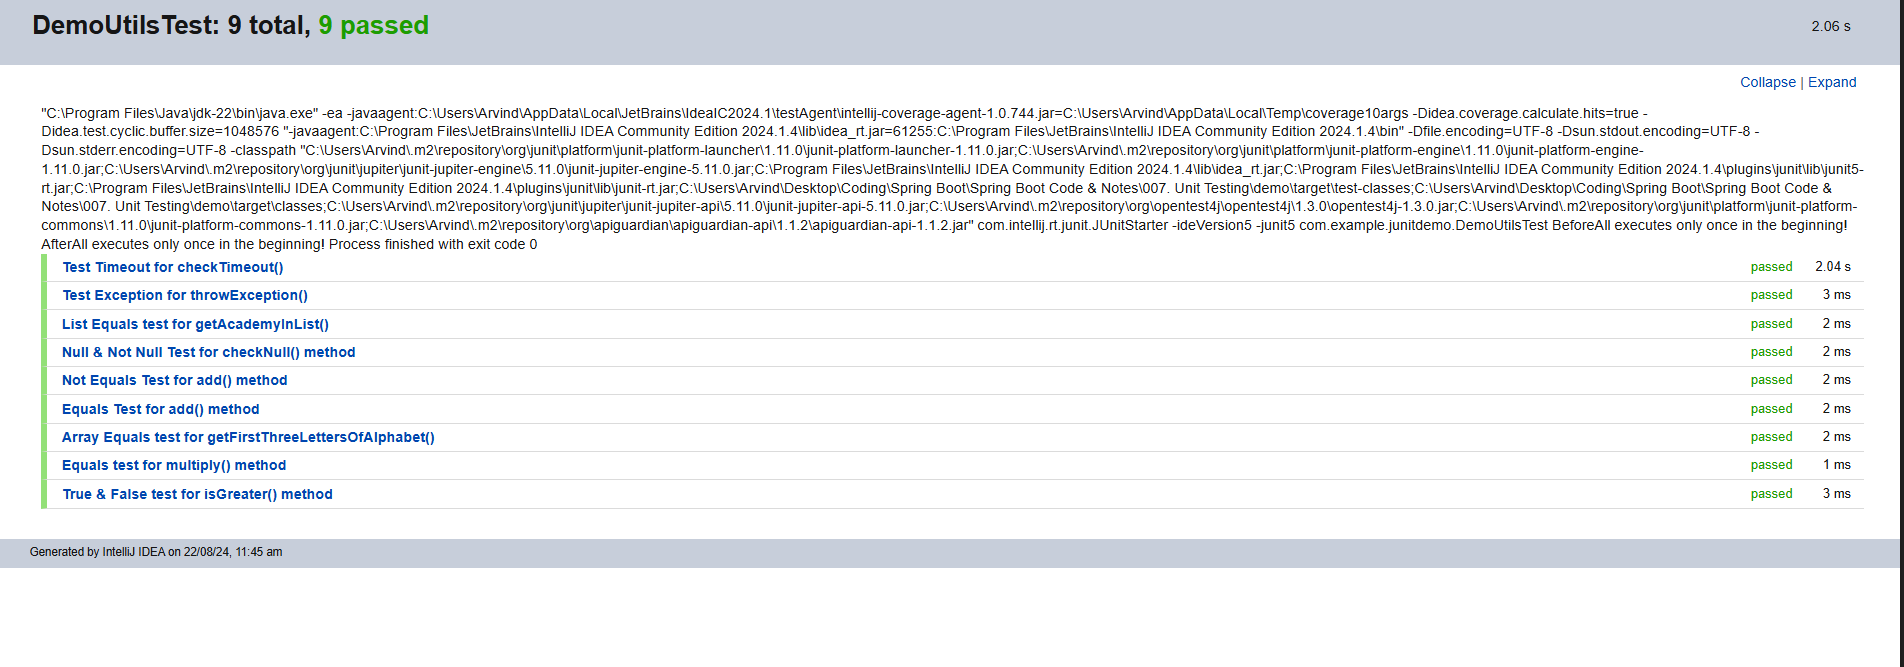 DemoUtilsTest: 9 total, 9 passed
2.06 s
Collapse | Expand
"C:\Program Files\Java\jdk-22\bin\java.exe" -ea -javaagent:C:\Users\Arvind\AppData\Local\JetBrains\IdeaIC2024.1\testAgent\intellij-coverage-agent-1.0.744.jar=C:\Users\Arvind\AppData\Local\Temp\coverage10args -Didea.coverage.calculate.hits=true -
Didea.test.cyclic.buffer.size=1048576 "-javaagent:C:\Program Files\JetBrains\IntelliJ IDEA Community Edition 2024.1.4\lib\idea_rt.jar=61255:C:\Program Files\JetBrains\IntelliJ IDEA Community Edition 2024.1.4\bin" -Dfile.encoding=UTF-8 -Dsun.stdout.encoding=UTF-8 -
Dsun.stderr.encoding=UTF-8 -classpath "C:\Users\Arvind\.m2\repository\org\junit\platform\junit-platform-launcher\1.11.0\junit-platform-launcher-1.11.0.jar;C:\Users\Arvind\.m2\repository\org\junit\platform\junit-platform-engine\1.11.0\junit-platform-engine-
1.11.0.jar;C:\Users\Arvind\.m2\repository\org\junit\jupiter\junit-jupiter-engine\5.11.0\junit-jupiter-engine-5.11.0.jar;C:\Program Files\JetBrains\IntelliJ IDEA Community Edition 2024.1.4\lib\idea_rt.jar;C:\Program Files\JetBrains\IntelliJ IDEA Community Edition 2024.1.4\plugins\junit\lib\junit5-
rt.jar;C:\Program Files\JetBrains\IntelliJ IDEA Community Edition 2024.1.4\plugins\junit\lib\junit-rt.jar;C:\Users\Arvind\Desktop\Coding\Spring Boot\Spring Boot Code & Notes\007. Unit Testing\demo\target\test-classes;C:\Users\Arvind\Desktop\Coding\Spring Boot\Spring Boot Code &
Notes\007. Unit Testing\demo\target\classes;C:\Users\Arvind\.m2\repository\org\junit\jupiter\junit-jupiter-api\5.11.0\junit-jupiter-api-5.11.0.jar;C:\Users\Arvind\.m2\repository\org\opentest4j\opentest4j\1.3.0\opentest4j-1.3.0.jar;C:\Users\Arvind\.m2\repository\org\junit\platform\junit-platform-
commons\1.11.0\junit-platform-commons-1.11.0.jar;C:\Users\Arvind\.m2\repository\org\apiguardian\apiguardian-api\1.1.2\apiguardian-api-1.1.2.jar" com.intellij.rt.junit.JUnitStarter -ideVersion5 -junit5 com.example.junitdemo.DemoUtilsTest BeforeAll executes only once in the beginning!
AfterAll executes only once in the beginning! Process finished with exit code 0
Test Timeout for checkTimeout() passed 2.04 s
Test Exception for throwException() passed 3 ms
List Equals test for getAcademyInList() passed 2 ms
Null & Not Null Test for checkNull() method passed 2 ms
Not Equals Test for add() method passed 2 ms
Equals Test for add() method passed 2 ms
Array Equals test for getFirstThreeLettersOfAlphabet() passed 2 ms
Equals test for multiply() method passed 1 ms
True & False test for isGreater() method passed 3 ms
Generated by IntelliJ IDEA on 22/08/24, 11:45 am